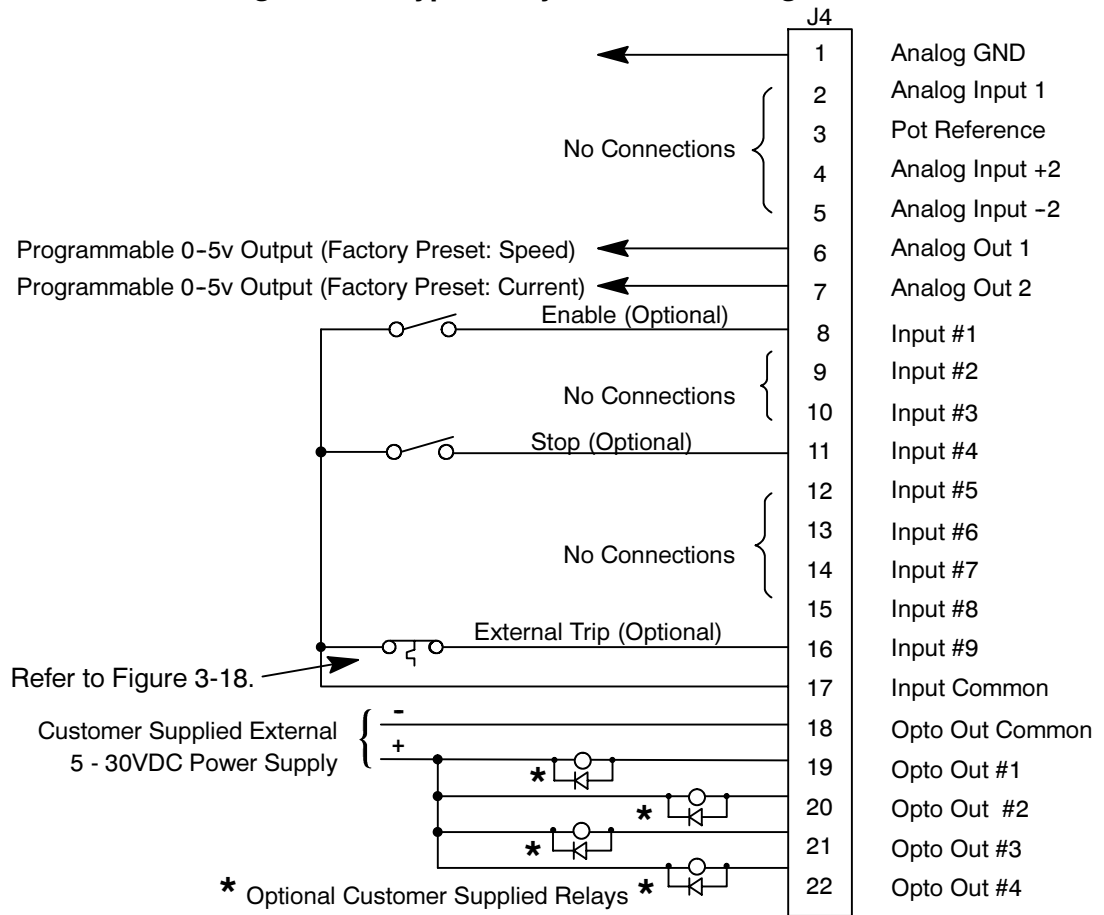 J4
1 Analog GND
2 Analog Input 1
No Connections
3 Pot Reference
4 Analog Input +2
5 Analog Input -2
Programmable 0-5v Output (Factory Preset: Speed) 6 Analog Out 1
Programmable 0-5v Output (Factory Preset: Current) 7 Analog Out 2
Enable (Optional)
8 Input #1
9 Input #2
No Connections
10 Input #3
Stop (Optional)
11 Input #4
12 Input #5
13 Input #6
No Connections
14 Input #7
15 Input #8
External Trip (Optional)
16 Input #9
Refer to Figure 3-18.
17 Input Common
Customer Supplied External
5 - 30VDC Power Supply
-
+
18 Opto Out Common
* 19 Opto Out #1
* 20 Opto Out #2
* 21 Opto Out #3
* 22 Opto Out #4
* Optional Customer Supplied Relays